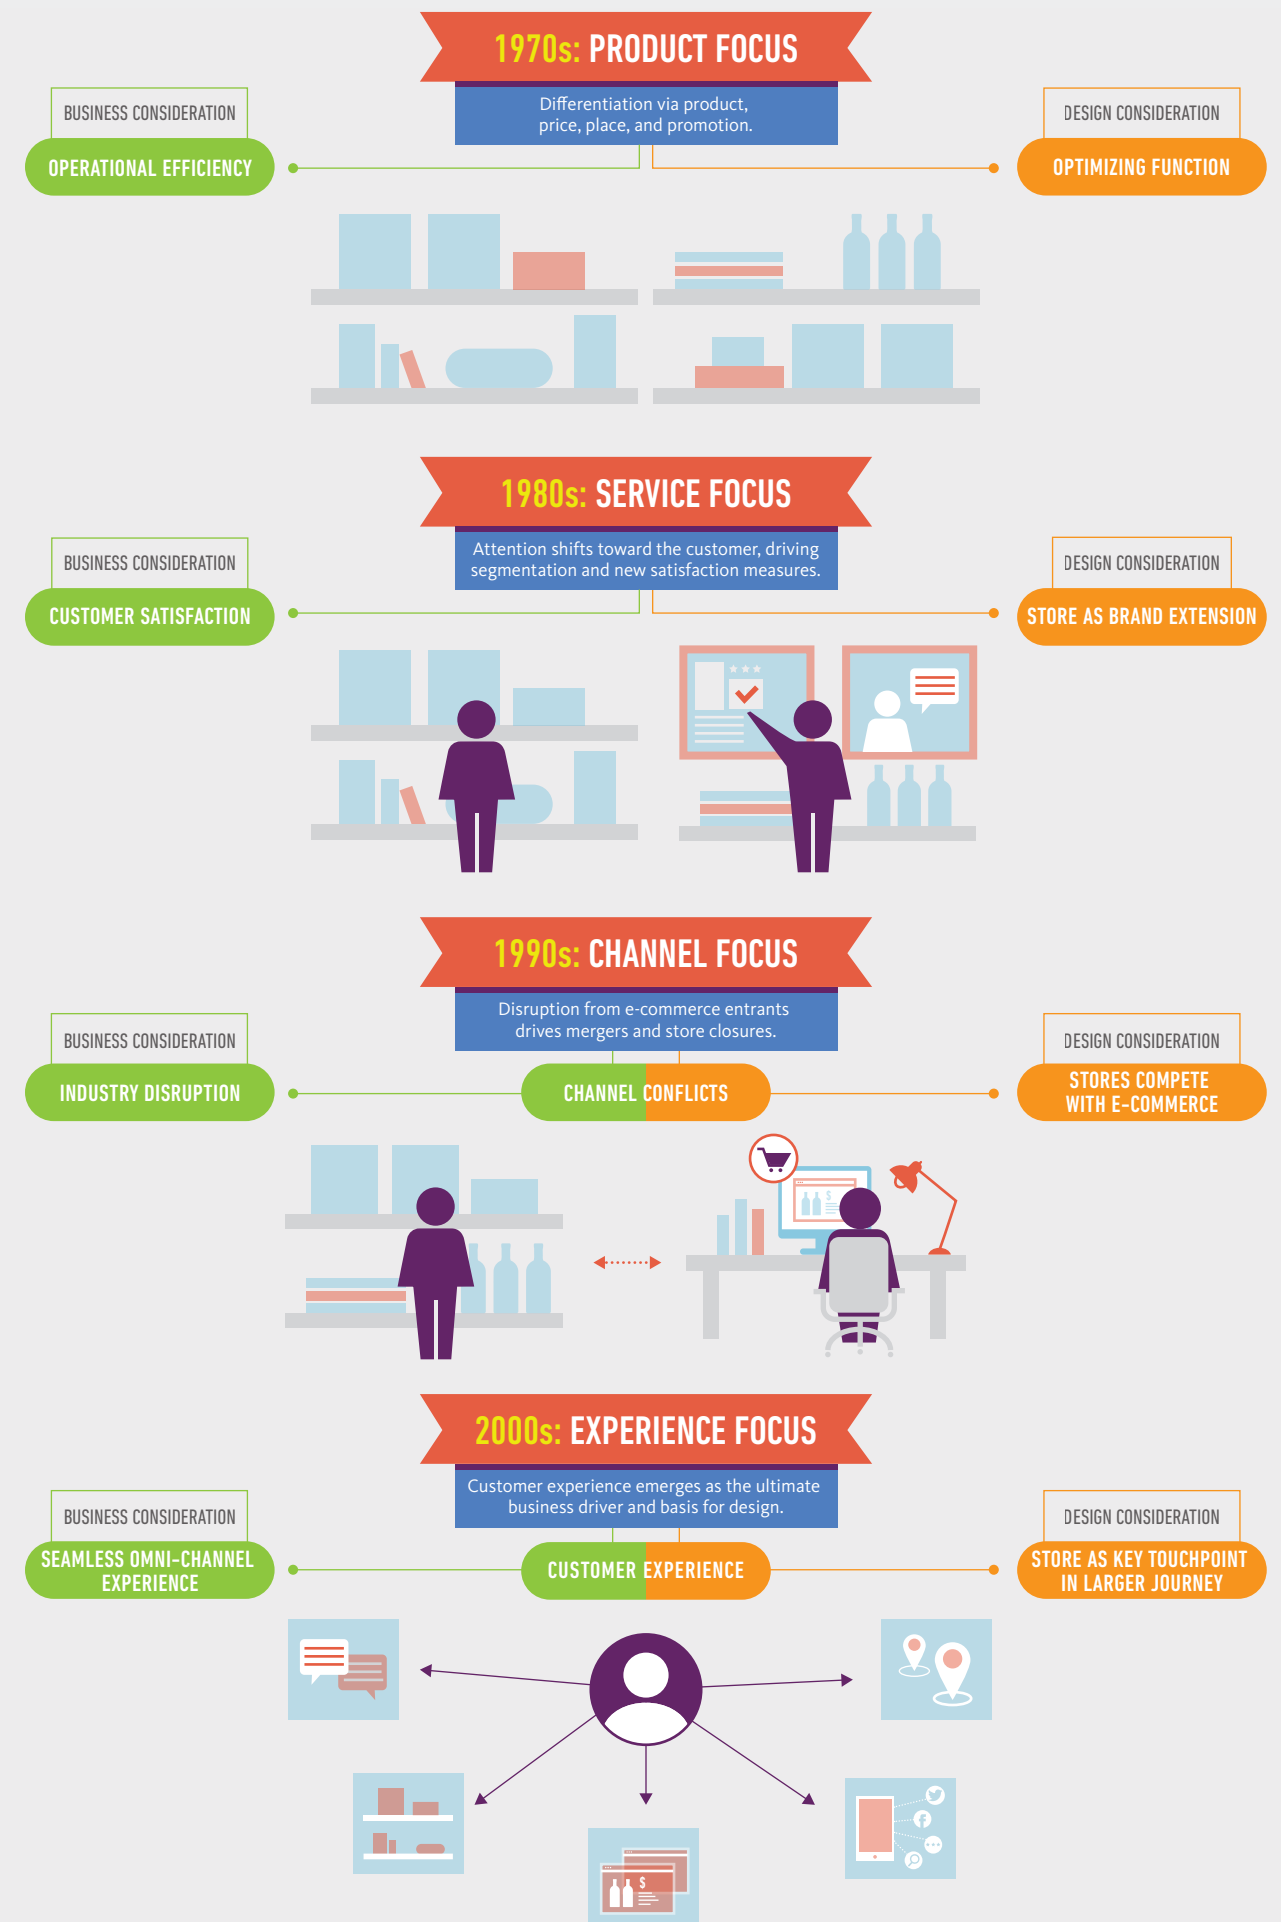 1970s: PRODUCT FOCUS
Differentiation via product,
price, place, and promotion.
BUSINESS CONSIDERATION
OPERATIONAL EFFICIENCY
DESIGN CONSIDERATION
OPTIMIZING FUNCTION
1980s: SERVICE FOCUS
Attention shifts toward the customer, driving
segmentation and new satisfaction measures.
BUSINESS CONSIDERATION
CUSTOMER SATISFACTION
DESIGN CONSIDERATION
STORE AS BRAND EXTENSION
1990s: CHANNEL FOCUS
Disruption from e-commerce entrants
drives mergers and store closures.
BUSINESS CONSIDERATION
INDUSTRY DISRUPTION
CHANNEL CONFLICTS
DESIGN CONSIDERATION
STORES COMPETE
WITH E-COMMERCE
$
2000s: EXPERIENCE FOCUS
Customer experience emerges as the ultimate
business driver and basis for design.
BUSINESS CONSIDERATION
SEAMLESS OMNI-CHANNEL
EXPERIENCE
CUSTOMER EXPERIENCE
DESIGN CONSIDERATION
STORE AS KEY TOUCHPOINT
IN LARGER JOURNEY
$